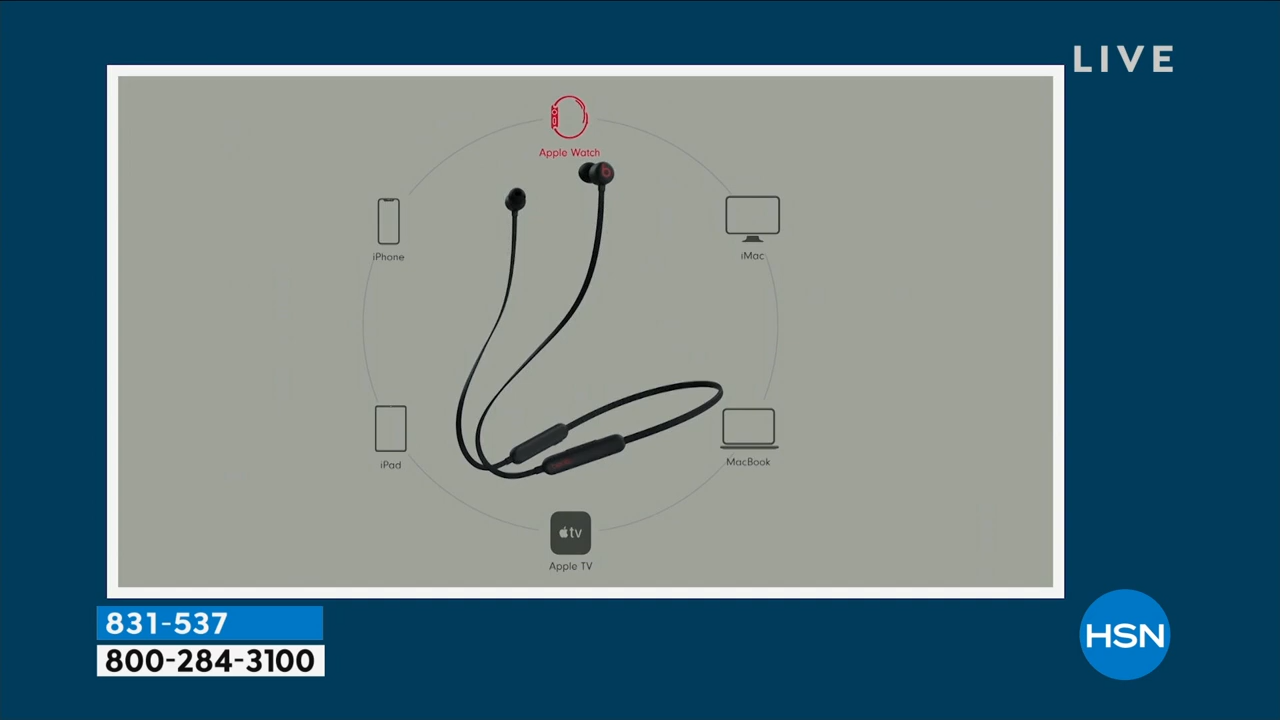 LIVE
Apple Watch
iPhone
iMac
iPad
MacBook
tv
Apple TV
831-537
800-284-3100
HSN